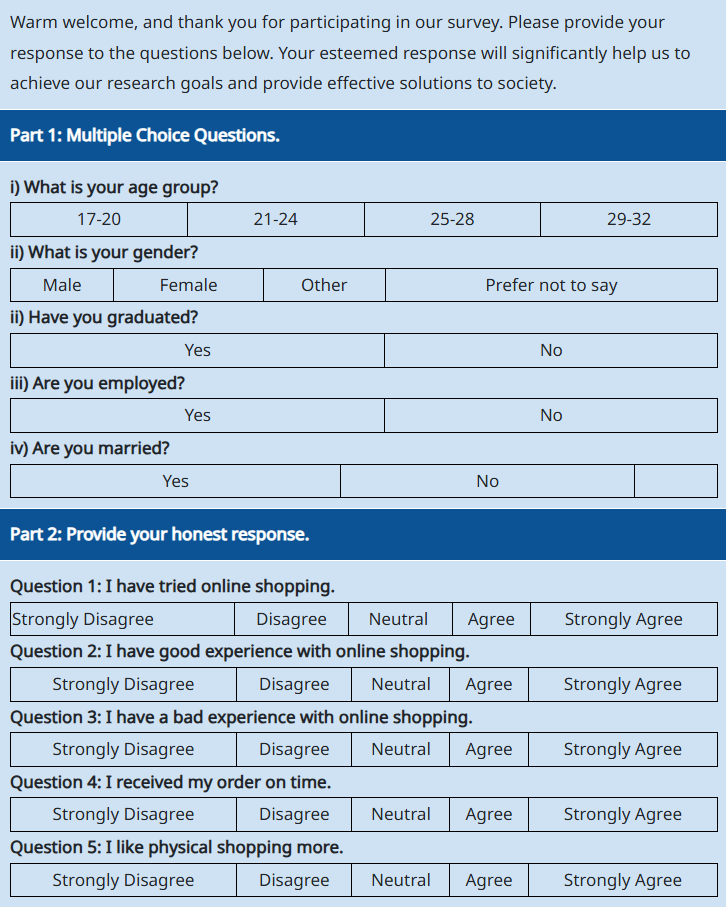 Warm welcome, and thank you for participating in our survey. Please provide your
response to the questions below. Your esteemed response will significantly help us to
achieve our research goals and provide effective solutions to society.
Part 1: Multiple Choice Questions.
i) What is your age group?
17-20 21-24 25-28 29-32
ii) What is your gender?
Male Female Other Prefer not to say
ii) Have you graduated?
Yes No
iii) Are you employed?
Yes No
iv) Are you married?
Yes No
Part 2: Provide your honest response.
Question 1: I have tried online shopping.
Strongly Disagree Disagree Neutral Agree Strongly Agree
Question 2: I have good experience with online shopping.
Strongly Disagree Disagree Neutral Agree Strongly Agree
Question 3: I have a bad experience with online shopping.
Strongly Disagree Disagree Neutral Agree Strongly Agree
Question 4: I received my order on time.
Strongly Disagree Disagree Neutral Agree Strongly Agree
Question 5: I like physical shopping more.
Strongly Disagree Disagree Neutral Agree Strongly Agree